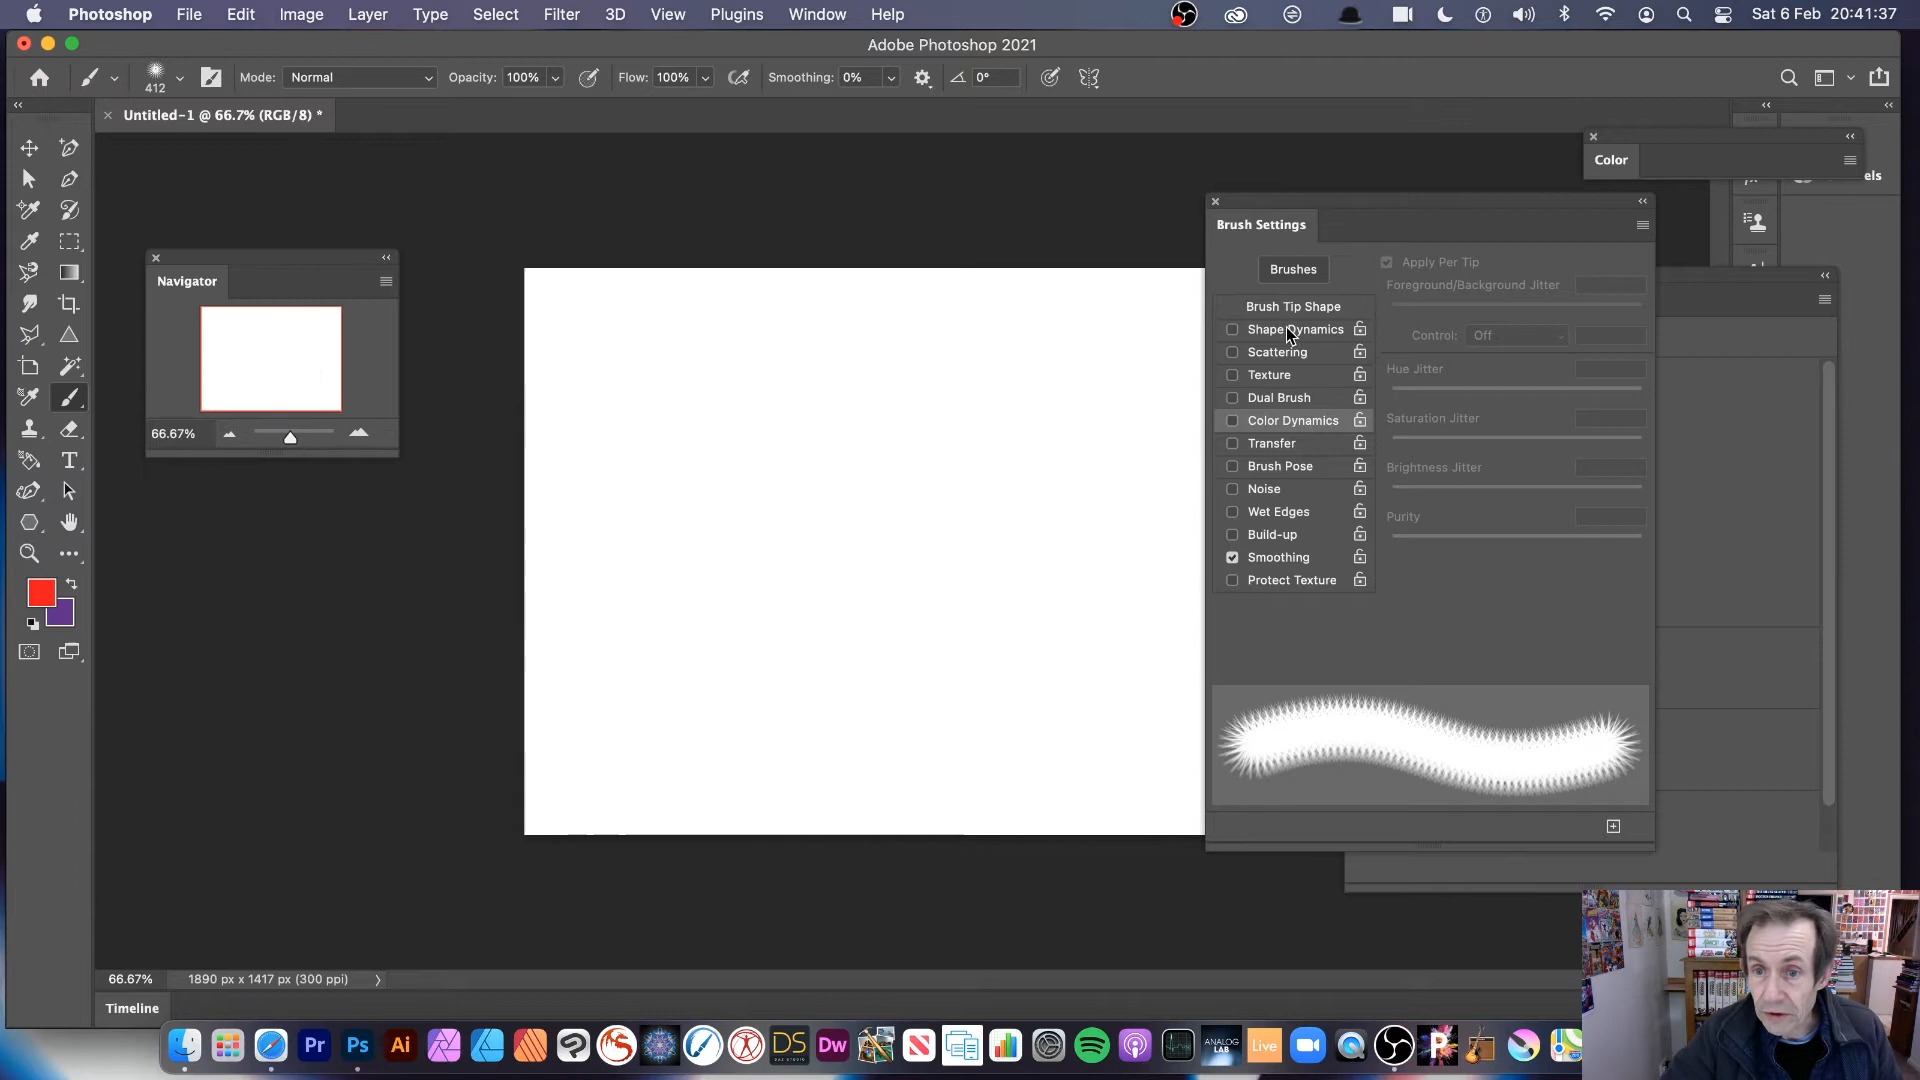 Photoshop File Edit Image Layer Type Select Filter 3D View Plugins Window Help Sat 6 Feb 20:41:37
Adobe Photoshop 2021
412 Mode: Normal Opacity: 100% Flow: 100% Smoothing: 0% 0°
Untitled-1 @ 66.7% (RGB/8) *
Color
els
Navigator
66.67%
Brush Settings
Brushes
Brush Tip Shape
Shape Dynamics
Scattering
Texture
Dual Brush
Color Dynamics
Transfer
Brush Pose
Noise
Wet Edges
Build-up
Smoothing
Protect Texture
Apply Per Tip
Foreground/Background Jitter
Control: Off
Hue Jitter
Saturation Jitter
Brightness Jitter
Purity
66.67% 1890 px x 1417 px (300 ppi)
Timeline
Pr Ps Ai DS Dw ANALOG LAB Live P